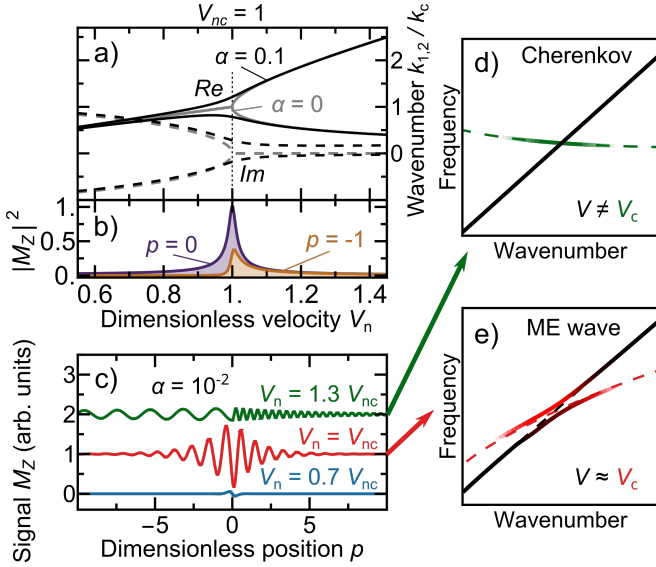 V_nc = 1
a)
α = 0.1
Re
α = 0
Im
2
1
0
Wavenumber k_1,2 / k_c
b)
p = 0
p = -1
1.
0.5
0
|M_Z|^2
0.6
0.8
1.
1.2
1.4
Dimensionless velocity V_n
c)
α = 10^-2
V_n = 1.3 V_nc
V_n = V_nc
V_n = 0.7 V_nc
3
2
1
0
Signal M_Z (arb. units)
−5
0
5
Dimensionless position p
d)
Cherenkov
V ≠ V_c
Frequency
Wavenumber
e)
ME wave
V ≈ V_c
Frequency
Wavenumber